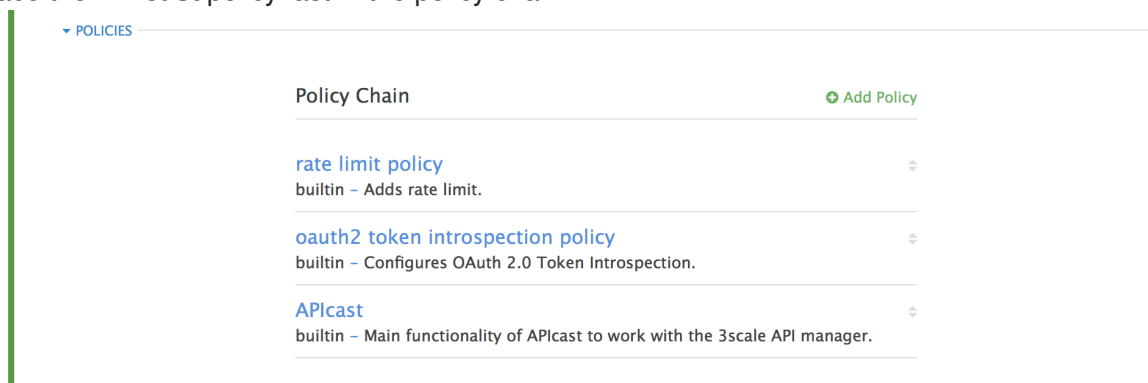 POLICIES
Policy Chain
Add Policy
rate limit policy
builtin – Adds rate limit.
oauth2 token introspection policy
builtin – Configures OAuth 2.0 Token Introspection.
APIcast
builtin – Main functionality of APIcast to work with the 3scale API manager.